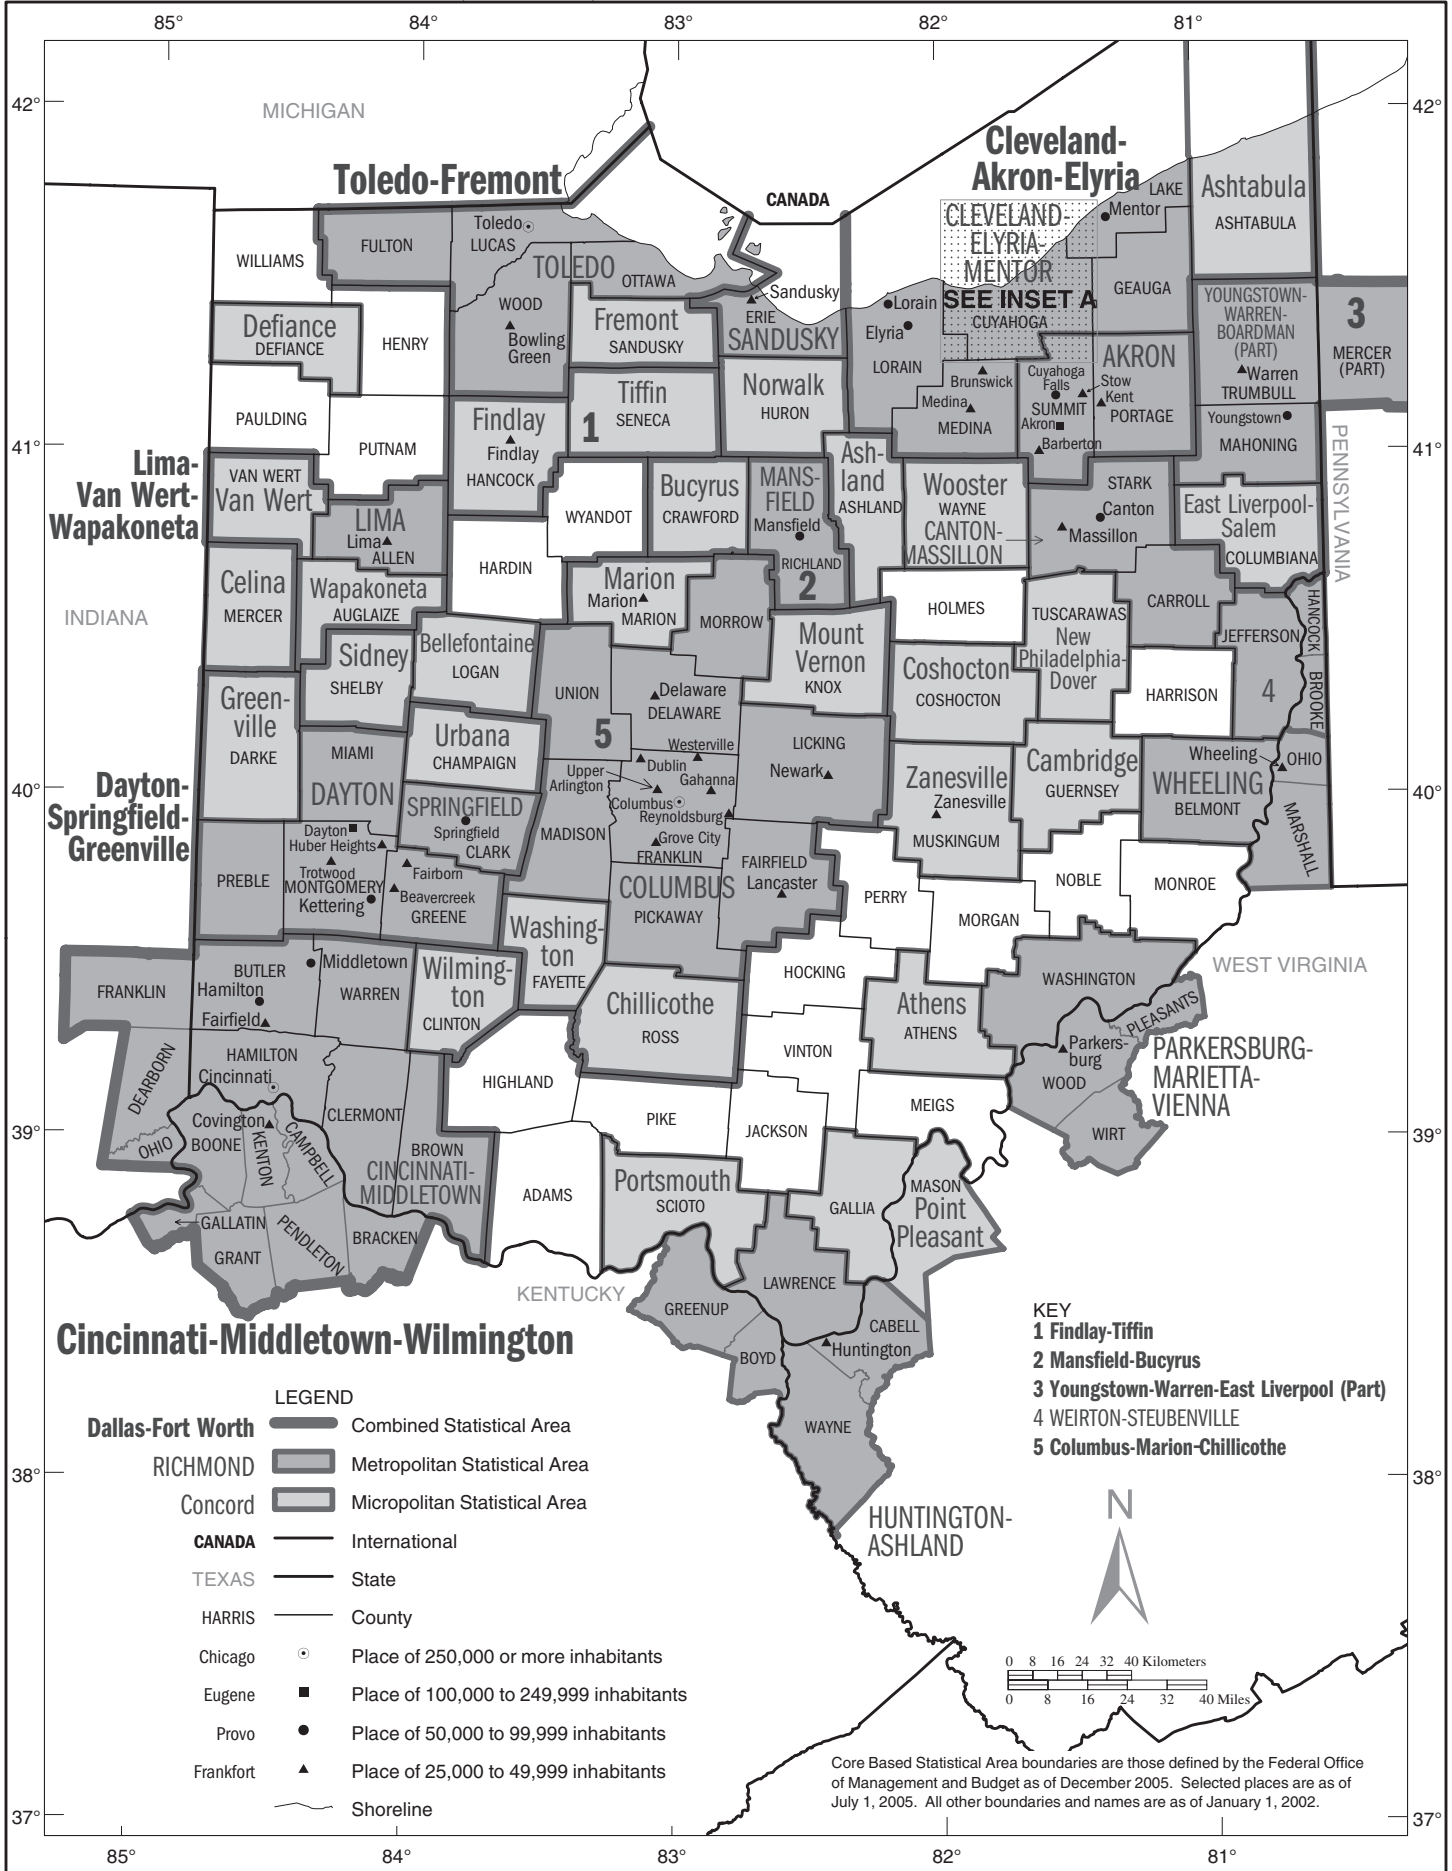 85°
84°
83°
82°
81°
42°
42°
MICHIGAN
Toledo-Fremont
CANADA
Cleveland-
Akron-Elyria
LAKE
Mentor
Ashtabula
ASHTABULA
CLEVELAND-
ELYRIA-
MENTOR
SEE INSET A
CUYAHOGA
GEAUGA
WILLIAMS
FULTON
Toledo
LUCAS
TOLEDO
OTTAWA
WOOD
Bowling
Green
Sandusky
ERIE
SANDUSKY
Fremont
SANDUSKY
Lorain
Elyria
LORAIN
YOUNGSTOWN-
WARREN-
BOARDMAN
(PART)
Warren
TRUMBULL
3
MERCER
(PART)
Defiance
DEFIANCE
HENRY
Tiffin
SENECA
1
Norwalk
HURON
Brunswick
Medina
MEDINA
Cuyahoga
Falls
SUMMIT
Akron
Barberton
AKRON
Stow
Kent
PORTAGE
Youngstown
MAHONING
PAULDING
PUTNAM
Findlay
Findlay
HANCOCK
41°
41°
PENNSYLVANIA
Lima-
Van Wert-
Wapakoneta
VAN WERT
Van Wert
LIMA
Lima
ALLEN
WYANDOT
Bucyrus
CRAWFORD
MANS-
FIELD
Mansfield
RICHLAND
2
Ash-
land
ASHLAND
Wooster
WAYNE
CANTON-
MASSILLON
STARK
Canton
Massillon
East Liverpool-
Salem
COLUMBIANA
Celina
MERCER
Wapakoneta
AUGLAIZE
HARDIN
Marion
Marion
MARION
MORROW
HOLMES
TUSCARAWAS
New
Philadelphia-
Dover
CARROLL
JEFFERSON
HANCOCK
BROOKE
4
INDIANA
Sidney
SHELBY
Bellefontaine
LOGAN
UNION
5
Delaware
DELAWARE
Mount
Vernon
KNOX
Coshocton
COSHOCTON
HARRISON
Green-
ville
DARKE
MIAMI
DAYTON
Urbana
CHAMPAIGN
Westerville
Dublin
Upper
Arlington
Gahanna
Columbus
Reynoldsburg
Grove City
FRANKLIN
LICKING
Newark
Zanesville
Zanesville
MUSKINGUM
Cambridge
GUERNSEY
Wheeling
OHIO
WHEELING
BELMONT
MARSHALL
40°
40°
Dayton-
Springfield-
Greenville
SPRINGFIELD
Springfield
CLARK
MADISON
Dayton
Huber Heights
Trotwood
MONTGOMERY
Kettering
Fairborn
Beavercreek
GREENE
PREBLE
COLUMBUS
PICKAWAY
FAIRFIELD
Lancaster
PERRY
MORGAN
NOBLE
MONROE
Washing-
ton
FAYETTE
FRANKLIN
BUTLER
Hamilton
Fairfield
Middletown
WARREN
Wilming-
ton
CLINTON
Chillicothe
ROSS
HOCKING
Athens
ATHENS
WASHINGTON
WEST VIRGINIA
PLEASANTS
Parkers-
burg
WOOD
WIRT
PARKERSBURG-
MARIETTA-
VIENNA
DEARBORN
HAMILTON
Cincinnati
CLERMONT
HIGHLAND
VINTON
MEIGS
PIKE
JACKSON
39°
39°
OHIO
Covington
BOONE
KENTON
CAMPBELL
BROWN
CINCINNATI-
MIDDLETOWN
ADAMS
Portsmouth
SCIOTO
GALLIA
MASON
Point
Pleasant
GALLATIN
GRANT
PENDLETON
BRACKEN
LAWRENCE
KENTUCKY
GREENUP
BOYD
CABELL
Huntington
WAYNE
HUNTINGTON-
ASHLAND
Cincinnati-Middletown-Wilmington
KEY
1 Findlay-Tiffin
2 Mansfield-Bucyrus
3 Youngstown-Warren-East Liverpool (Part)
4 WEIRTON-STEUBENVILLE
5 Columbus-Marion-Chillicothe
LEGEND
Dallas-Fort Worth Combined Statistical Area
RICHMOND Metropolitan Statistical Area
Concord Micropolitan Statistical Area
CANADA International
TEXAS State
HARRIS County
Chicago Place of 250,000 or more inhabitants
Eugene Place of 100,000 to 249,999 inhabitants
Provo Place of 50,000 to 99,999 inhabitants
Frankfort Place of 25,000 to 49,999 inhabitants
Shoreline
38°
38°
N
0 8 16 24 32 40 Kilometers
0 8 16 24 32 40 Miles
Core Based Statistical Area boundaries are those defined by the Federal Office
of Management and Budget as of December 2005. Selected places are as of
July 1, 2005. All other boundaries and names are as of January 1, 2002.
37°
37°
85°
84°
83°
82°
81°